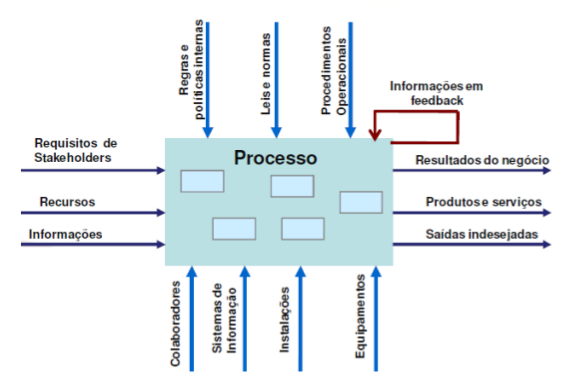 Regras e
políticas internas
Leis e normas
Procedimentos
Operacionais
Informações em
feedback
Requisitos de
Stakeholders
Processo
Resultados do negócio
Recursos
Produtos e serviços
Informações
Saídas indesejadas
Colaboradores
Sistemas de
Informação
Instalações
Equipamentos